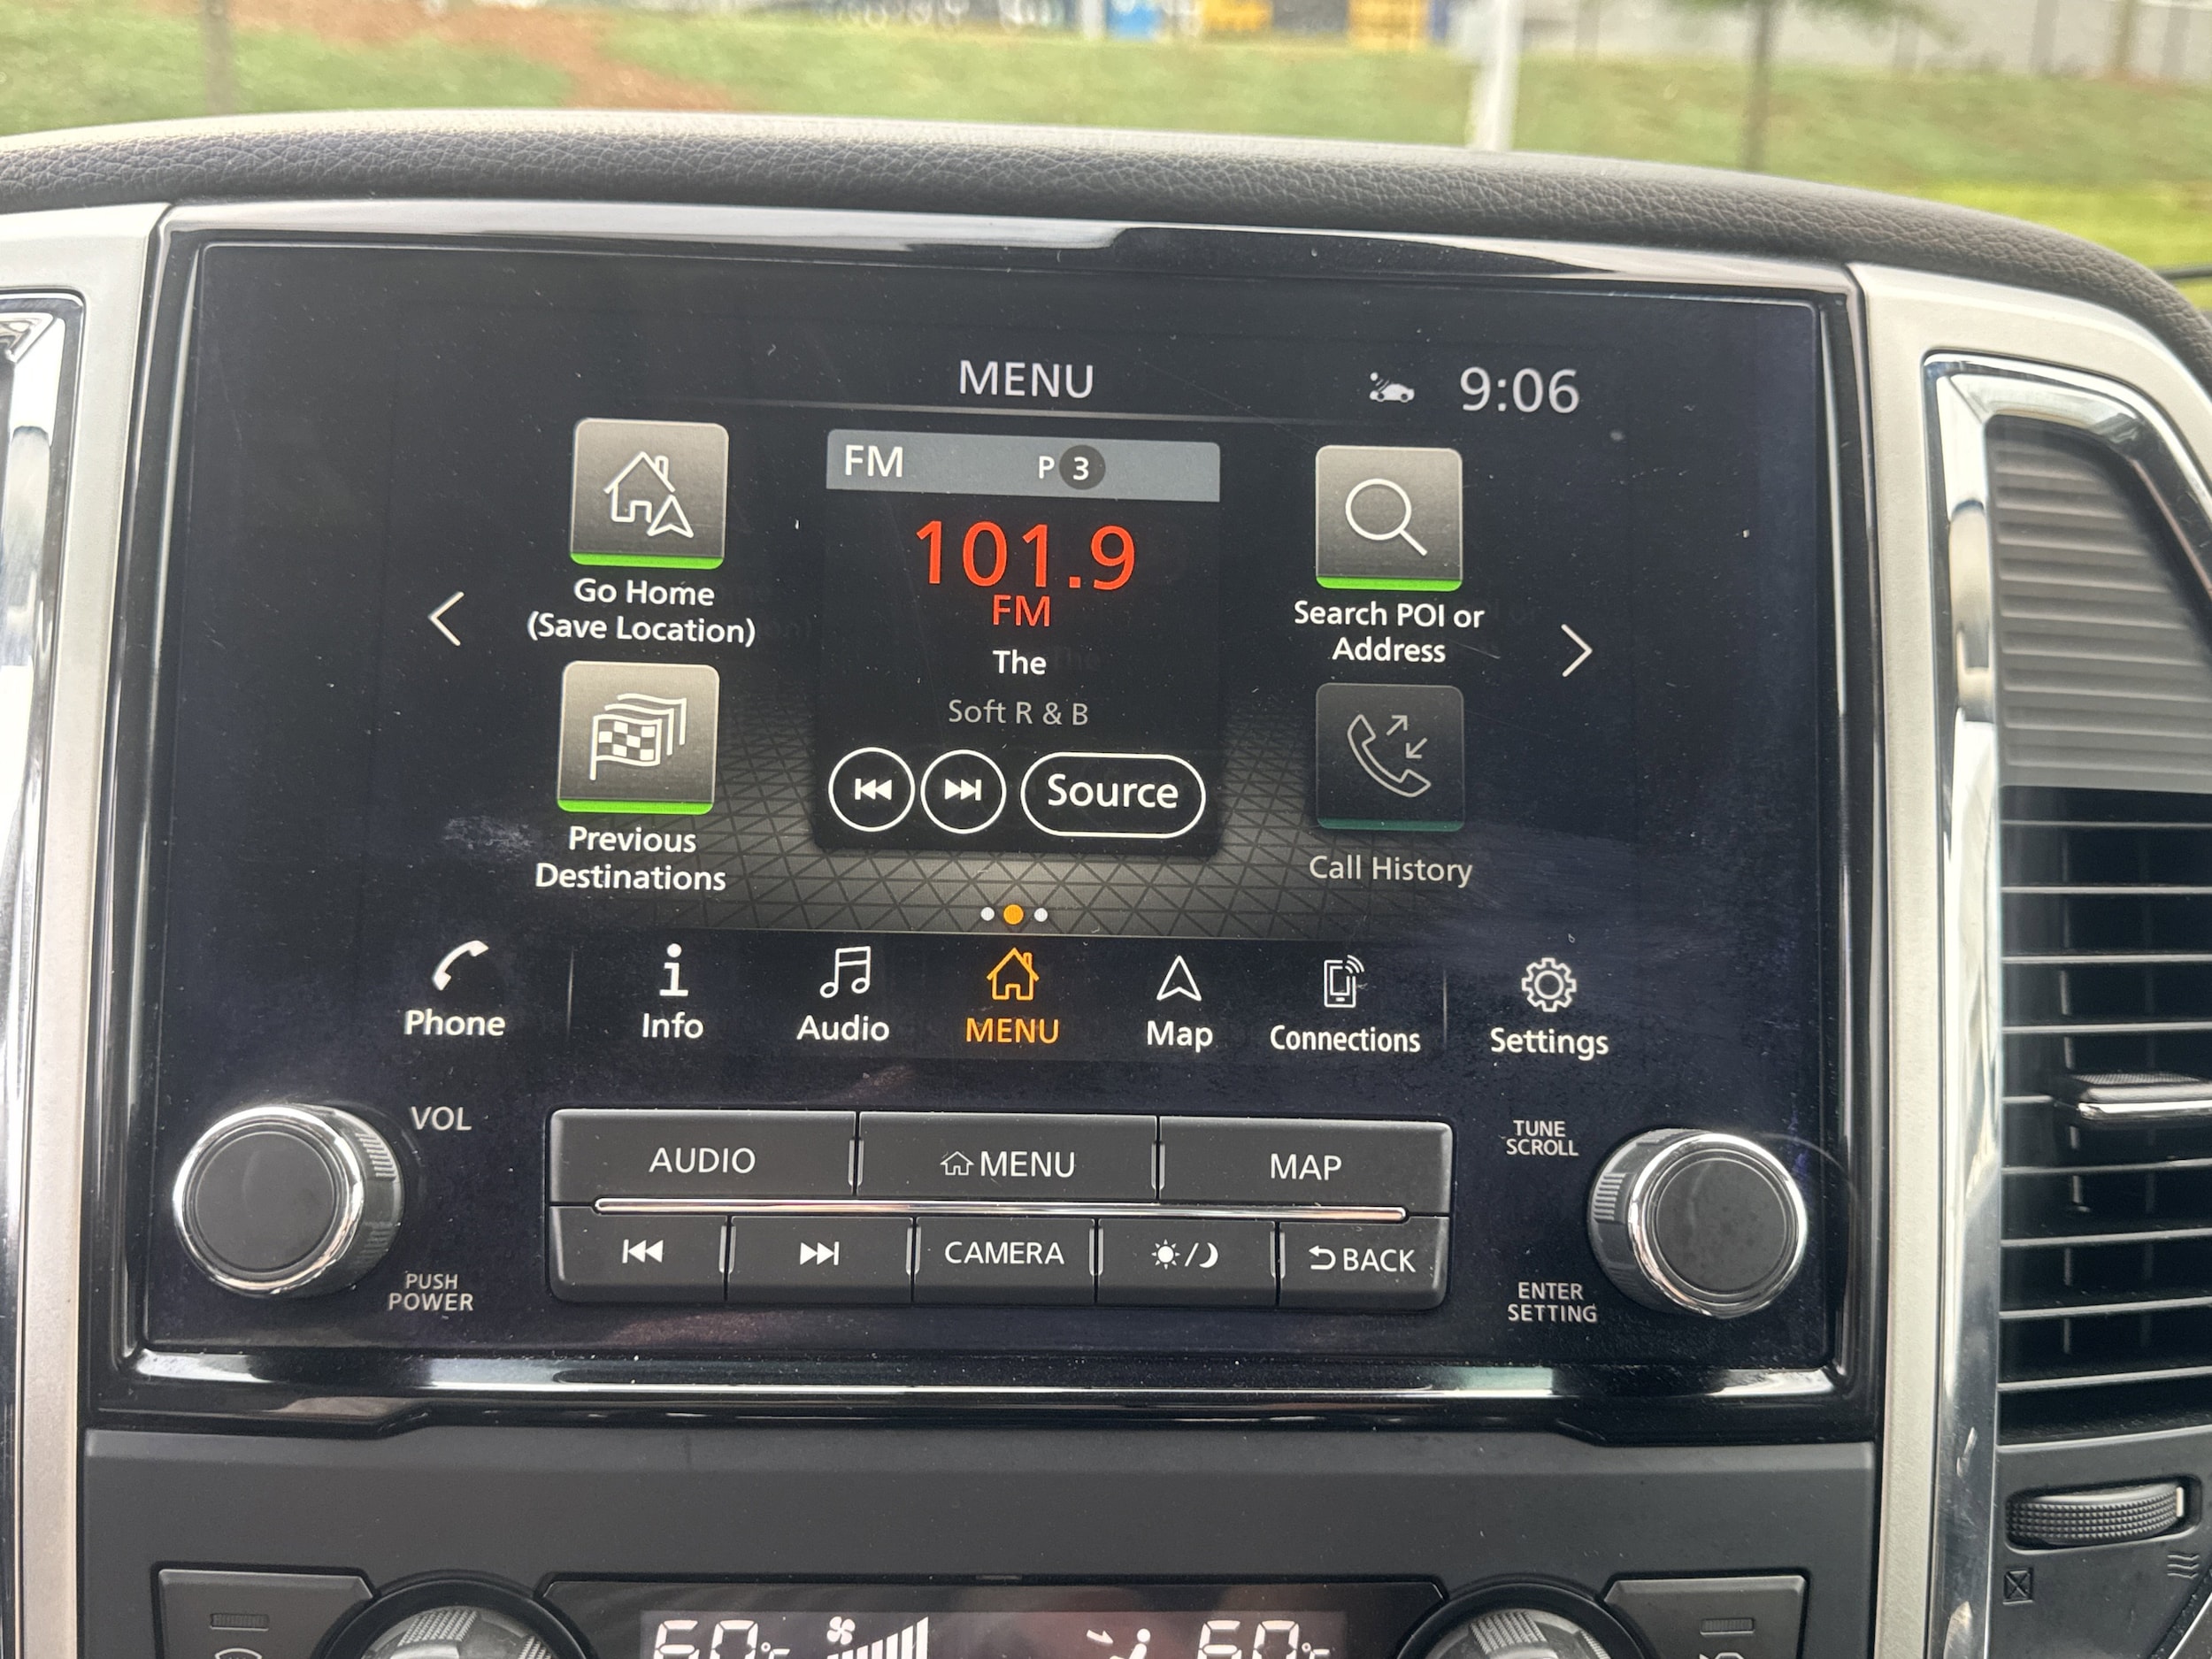 MENU
9:06
Go Home
(Save Location)
FM P 3
101.9
FM
The
Soft R & B
Source
Search POI or
Address
Previous
Destinations
Call History
Phone
Info
Audio
MENU
Map
Connections
Settings
VOL
PUSH
POWER
AUDIO
MENU
MAP
CAMERA
BACK
TUNE
SCROLL
ENTER
SETTING
60°F
60°F